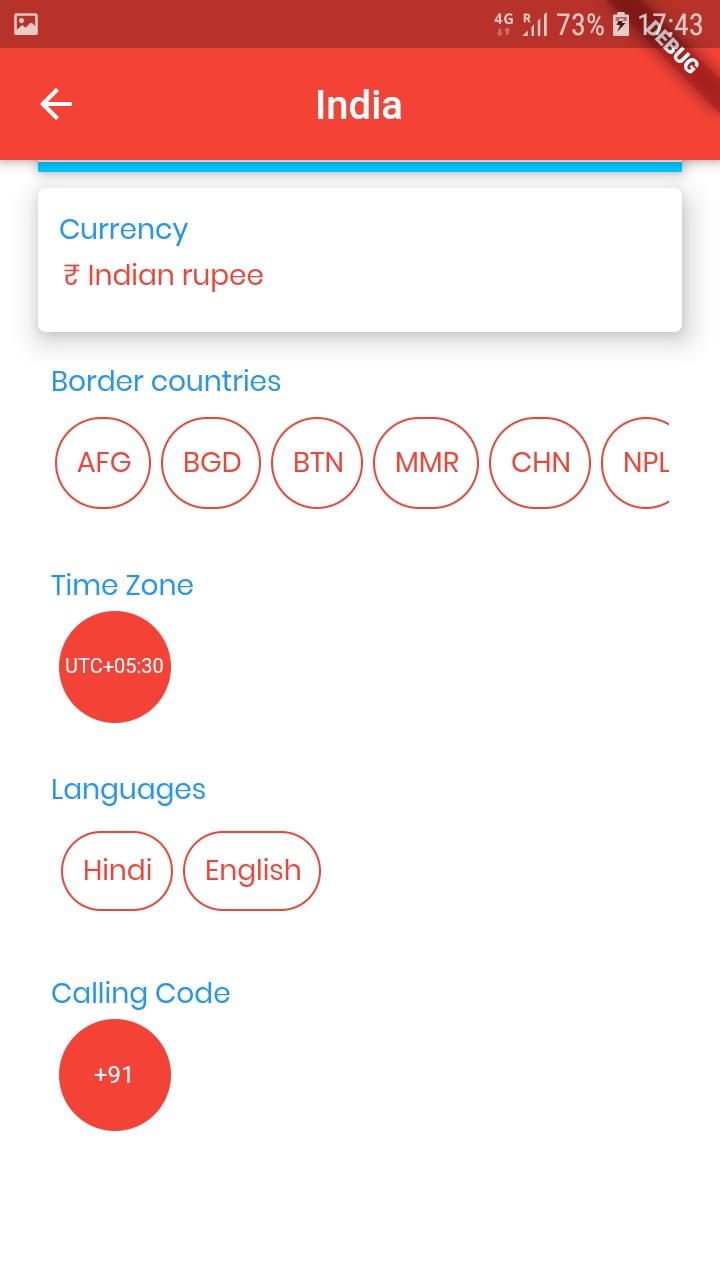 4G R 73% 17:43
DEBUG
India
Currency
₹ Indian rupee
Border countries
AFG BGD BTN MMR CHN NPL
Time Zone
UTC+05:30
Languages
Hindi English
Calling Code
+91